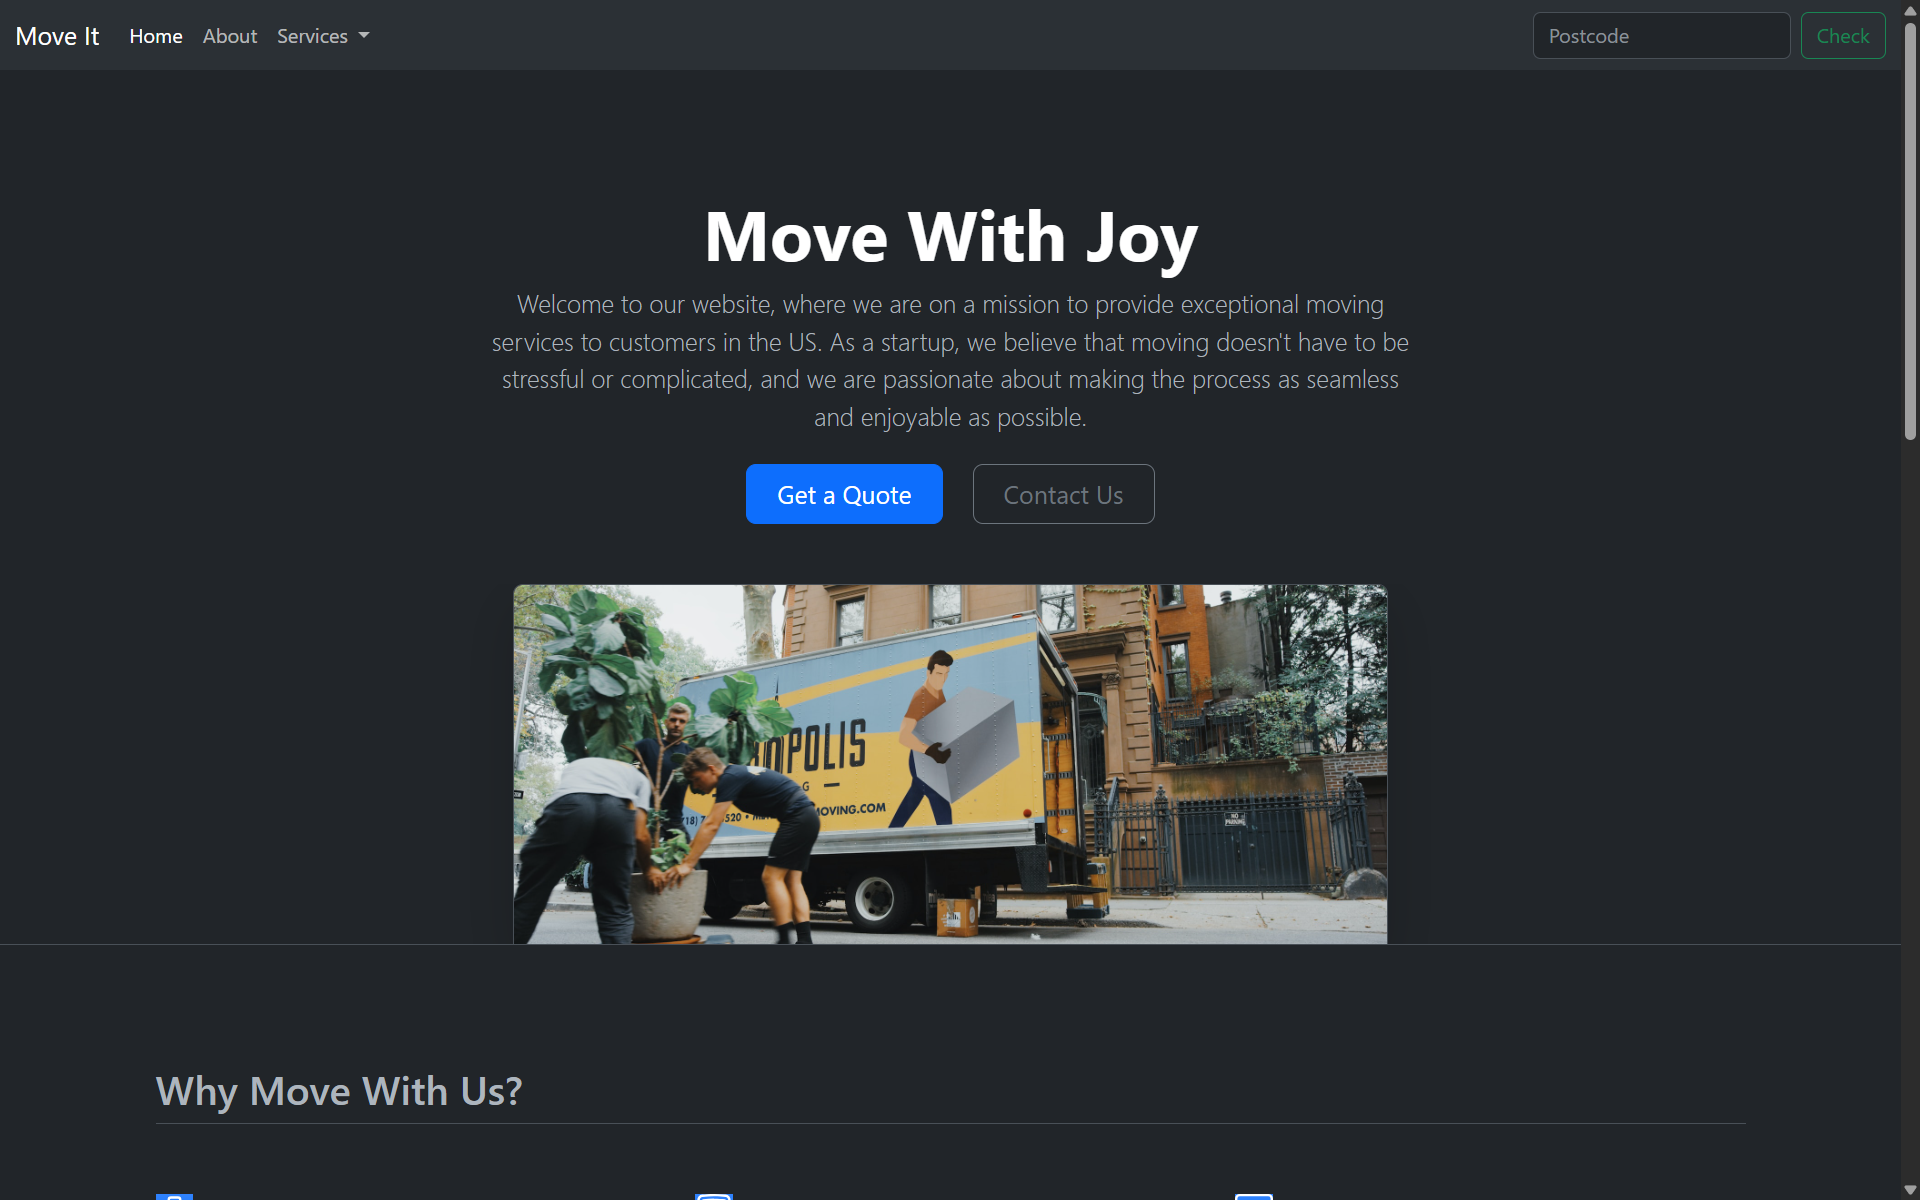 Move It
Home
About
Services
Postcode
Check
Move With Joy
Welcome to our website, where we are on a mission to provide exceptional moving
services to customers in the US. As a startup, we believe that moving doesn't have to be
stressful or complicated, and we are passionate about making the process as seamless
and enjoyable as possible.
Get a Quote
Contact Us
POLIS
MOVING.COM
NO
PARKING
Why Move With Us?